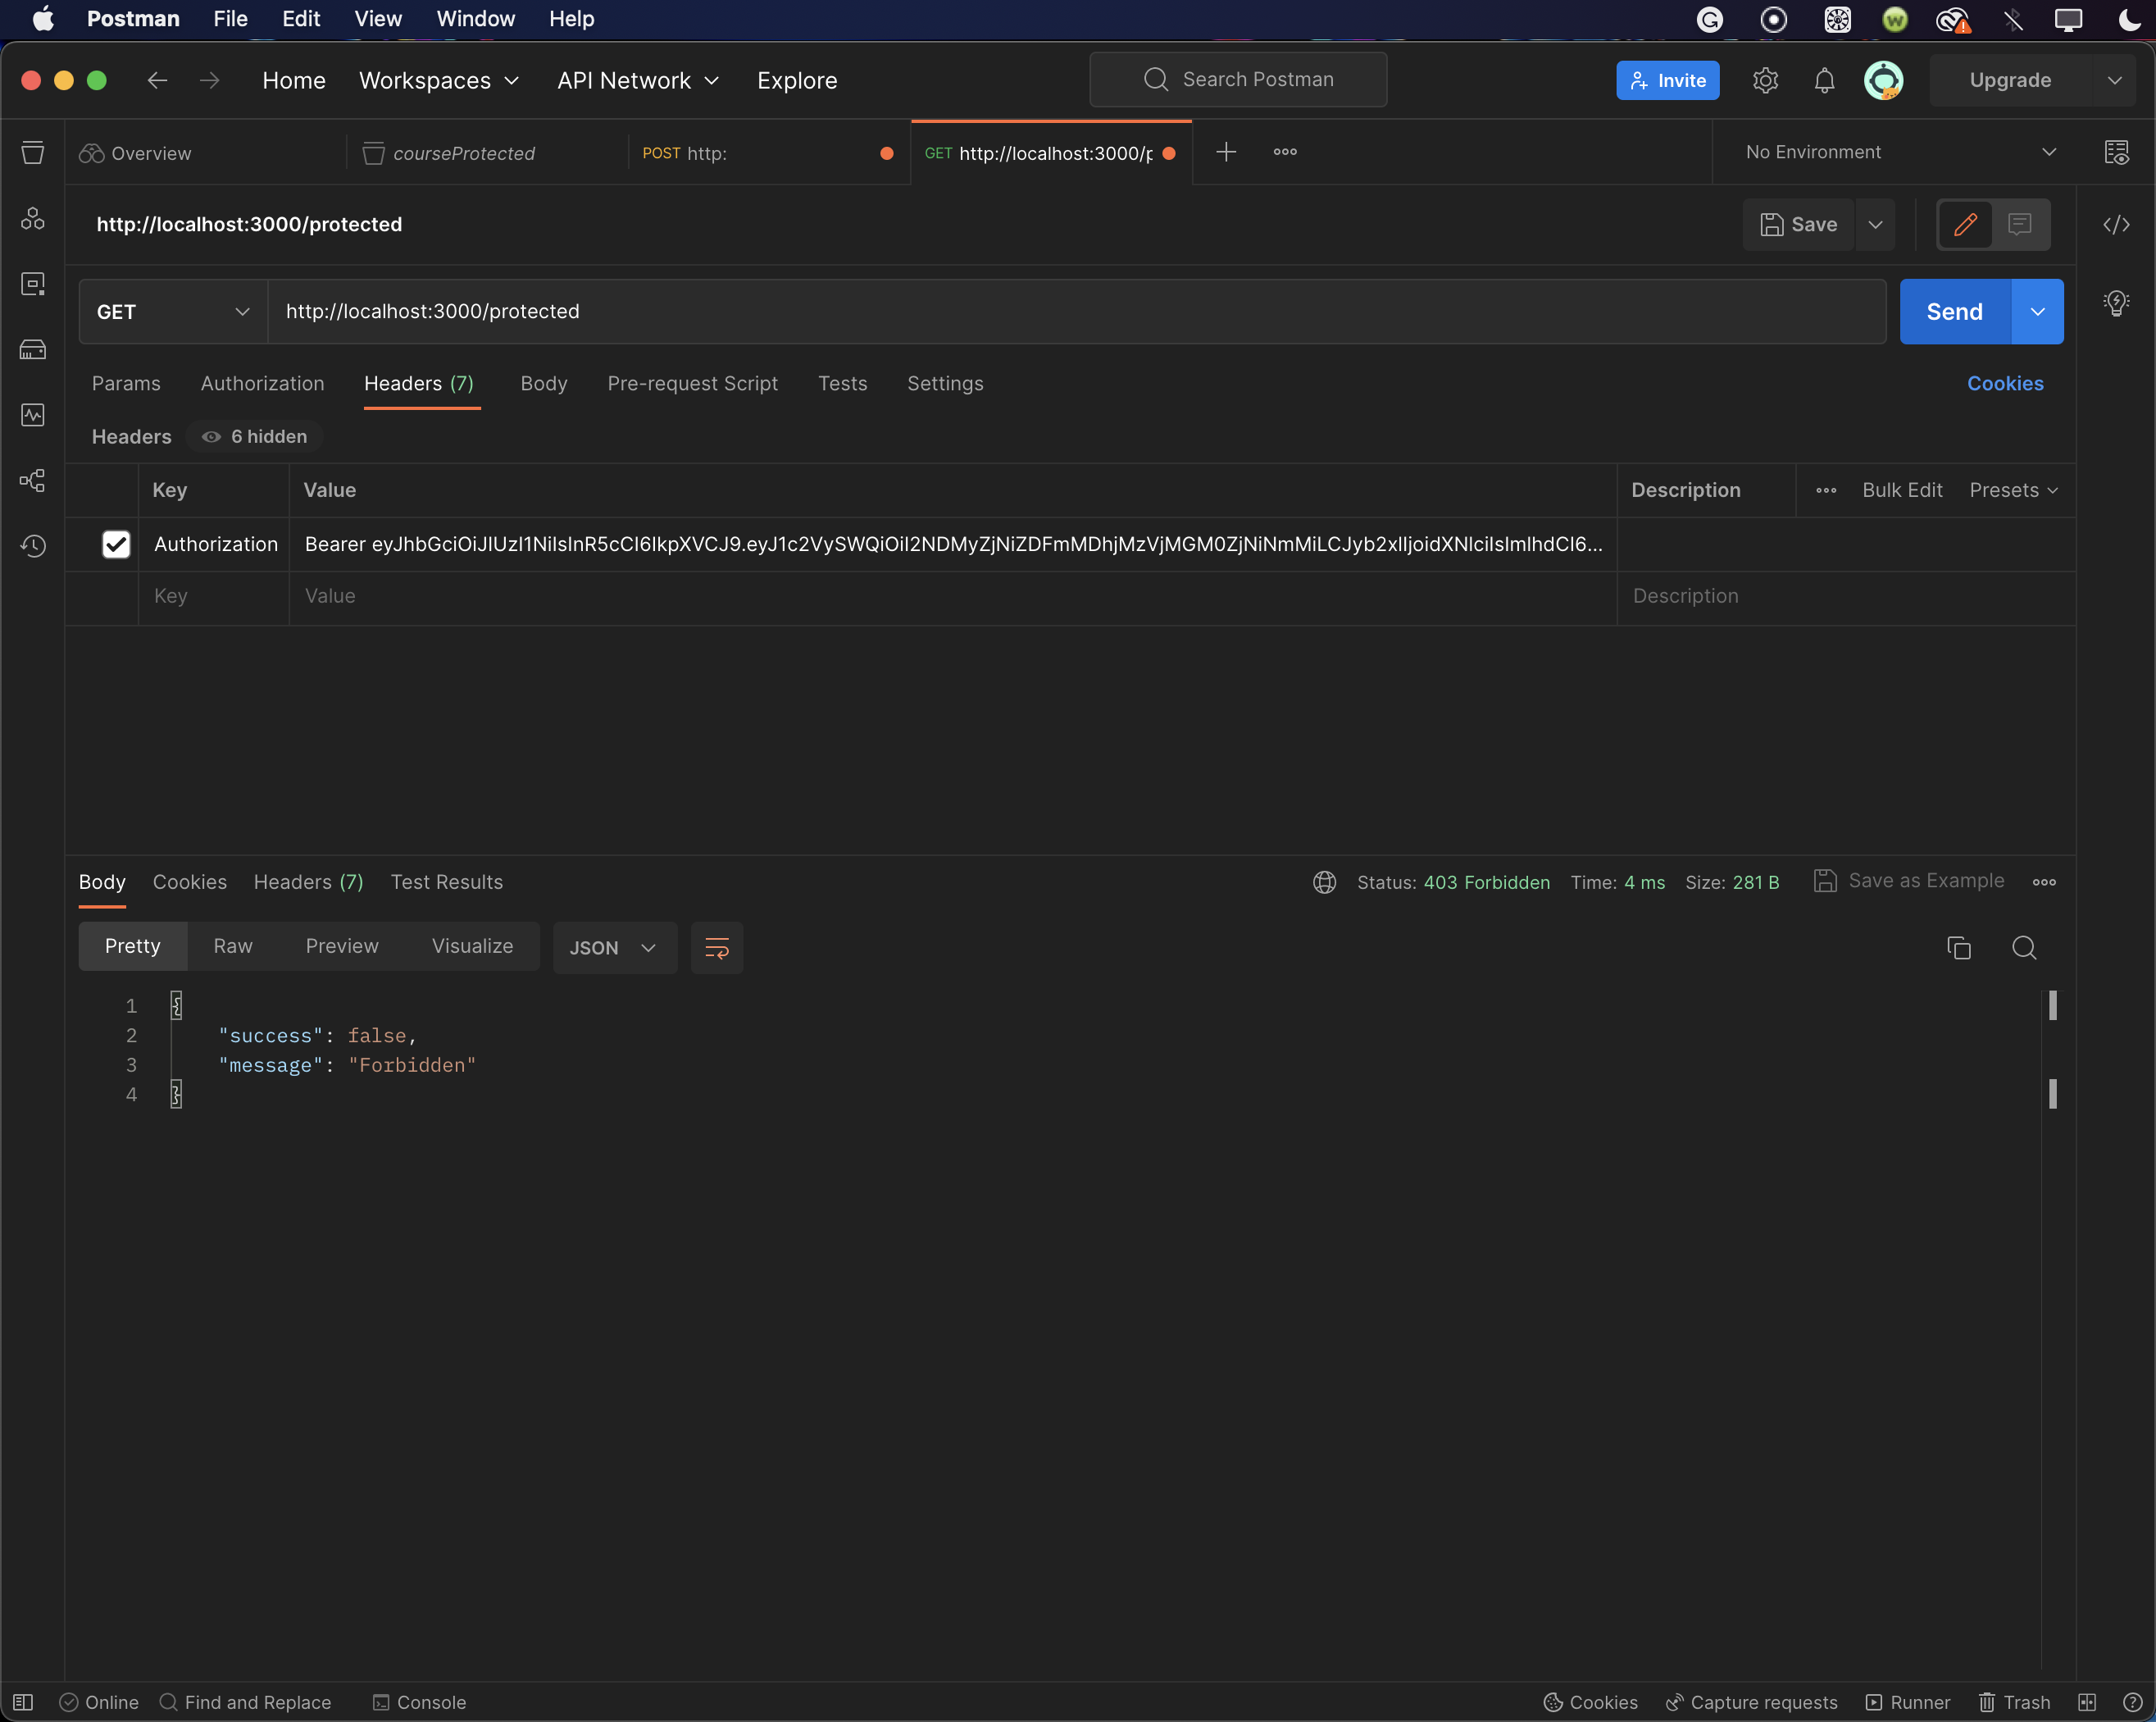 Postman File Edit View Window Help
Home Workspaces API Network Explore Search Postman Invite Upgrade
Overview courseProtected POST http: GET http://localhost:3000/p No Environment
http://localhost:3000/protected Save
GET http://localhost:3000/protected Send
Params Authorization Headers (7) Body Pre-request Script Tests Settings Cookies
Headers 6 hidden
Key Value Description Bulk Edit Presets
Authorization Bearer eyJhbGciOiJIUzI1NiIsInR5cCI6IkpXVCJ9.eyJ1c2VySWQiOiI2NDMyZjNiZDFmMDhjMzVjMGM0ZjNiNmMiLCJyb2xlIjoidXNlciIsImlhdCI6...
Key Value Description
Body Cookies Headers (7) Test Results Status: 403 Forbidden Time: 4 ms Size: 281 B Save as Example
Pretty Raw Preview Visualize JSON
1 {
2 "success": false,
3 "message": "Forbidden"
4 }
Online Find and Replace Console Cookies Capture requests Runner Trash